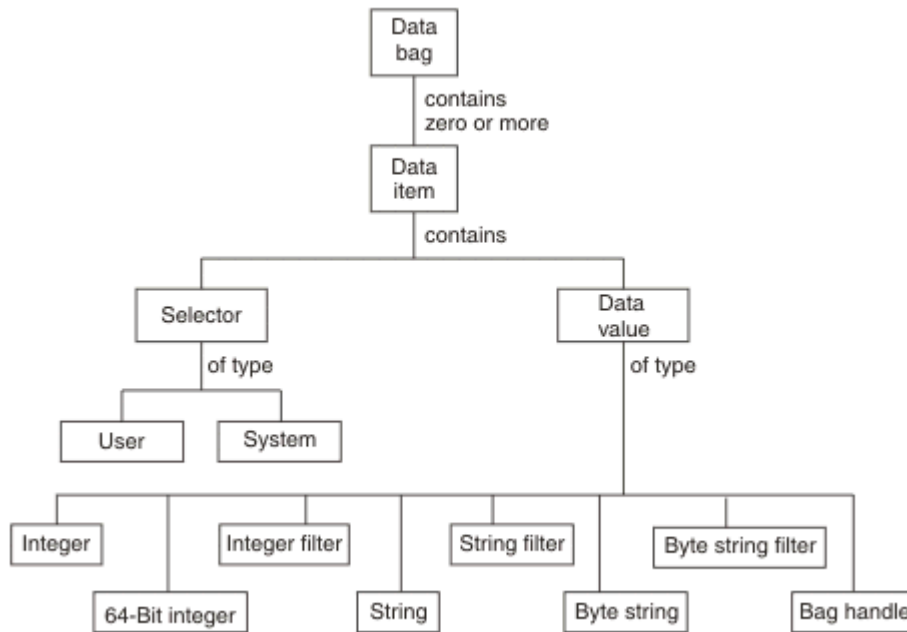 Data
bag
contains
zero or more
Data
item
contains
Selector
Data
value
of type
of type
User
System
Integer
Integer filter
String filter
Byte string filter
64-Bit integer
String
Byte string
Bag handle